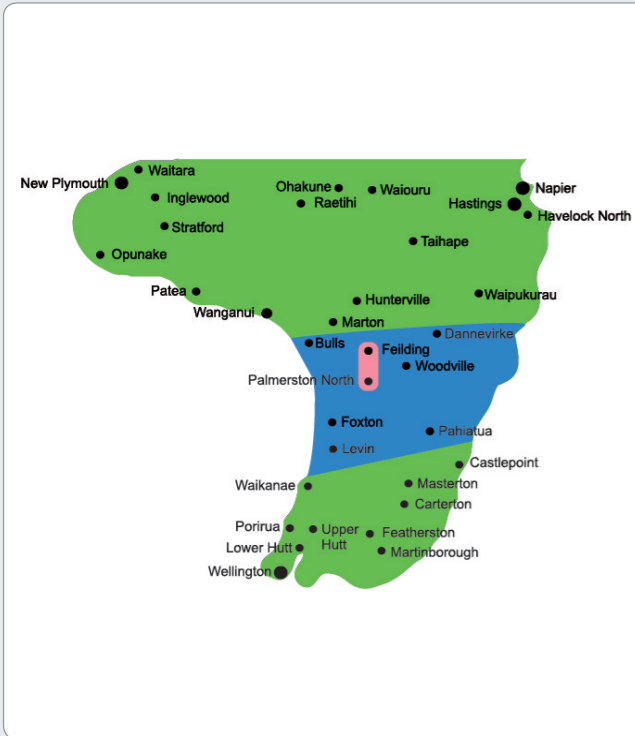 Waitara
New Plymouth
Inglewood
Ohakune
Waiouru
Napier
Raetihi
Hastings
Havelock North
Stratford
Taihape
Opunake
Patea
Hunterville
Waipukurau
Wanganui
Marton
Dannevirke
Bulls
Feilding
Woodville
Palmerston North
Foxton
Pahiatua
Levin
Castlepoint
Waikanae
Masterton
Carterton
Porirua
Upper
Hutt
Featherston
Lower Hutt
Martinborough
Wellington